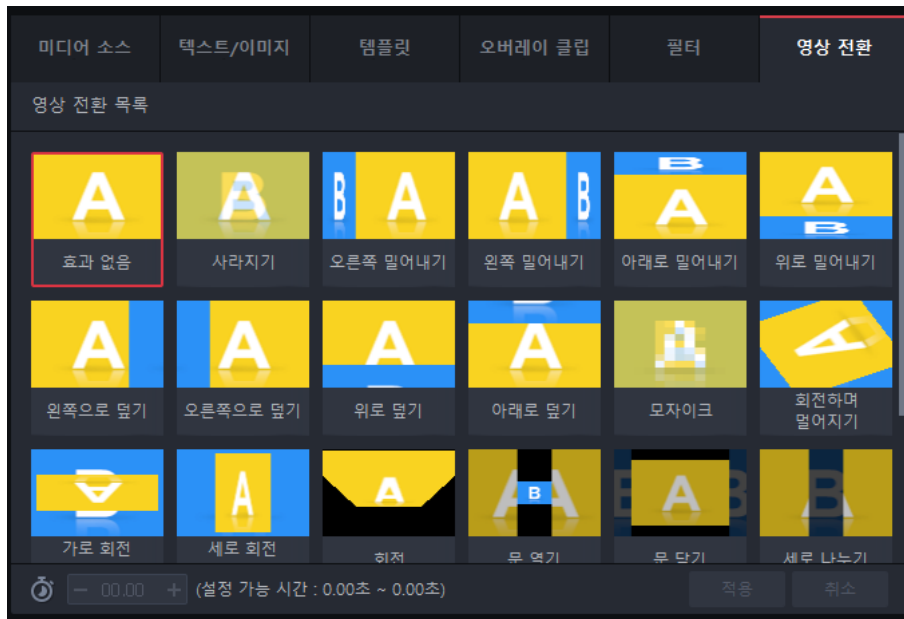 미디어 소스 텍스트/이미지 템플릿 오버레이 클립 필터 영상 전환
영상 전환 목록
A A B B A A B B A A B
효과 없음 사라지기 오른쪽 밀어내기 왼쪽 밀어내기 아래로 밀어내기 위로 밀어내기
A A A B B A A A
왼쪽으로 덮기 오른쪽으로 덮기 위로 덮기 아래로 덮기 모자이크 회전하며
멀어지기
B A A A A B A B A B B
가로 회전 세로 회전 회전 문 열기 문 닫기 세로 나누기
00.00 (설정 가능 시간 : 0.00초 ~ 0.00초) 적용 취소